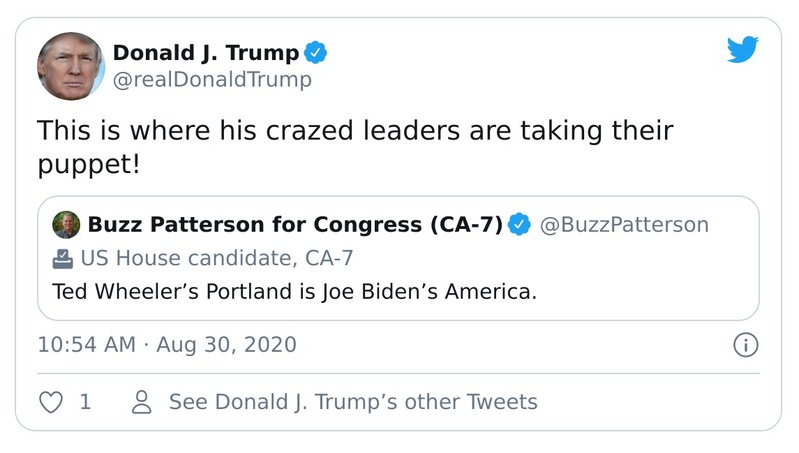 Donald J. Trump
@realDonaldTrump
This is where his crazed leaders are taking their
puppet!
Buzz Patterson for Congress (CA-7) @BuzzPatterson
US House candidate, CA-7
Ted Wheeler’s Portland is Joe Biden’s America.
10:54 AM · Aug 30, 2020
1 See Donald J. Trump’s other Tweets